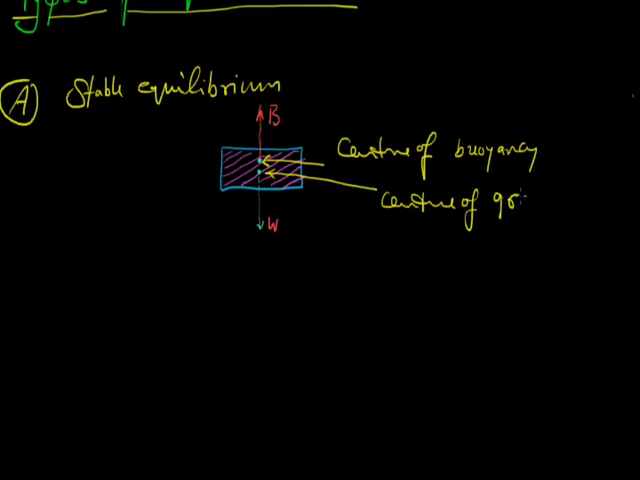 A Stable equilibrium
B
Centre of buoyancy
Centre of gr
W